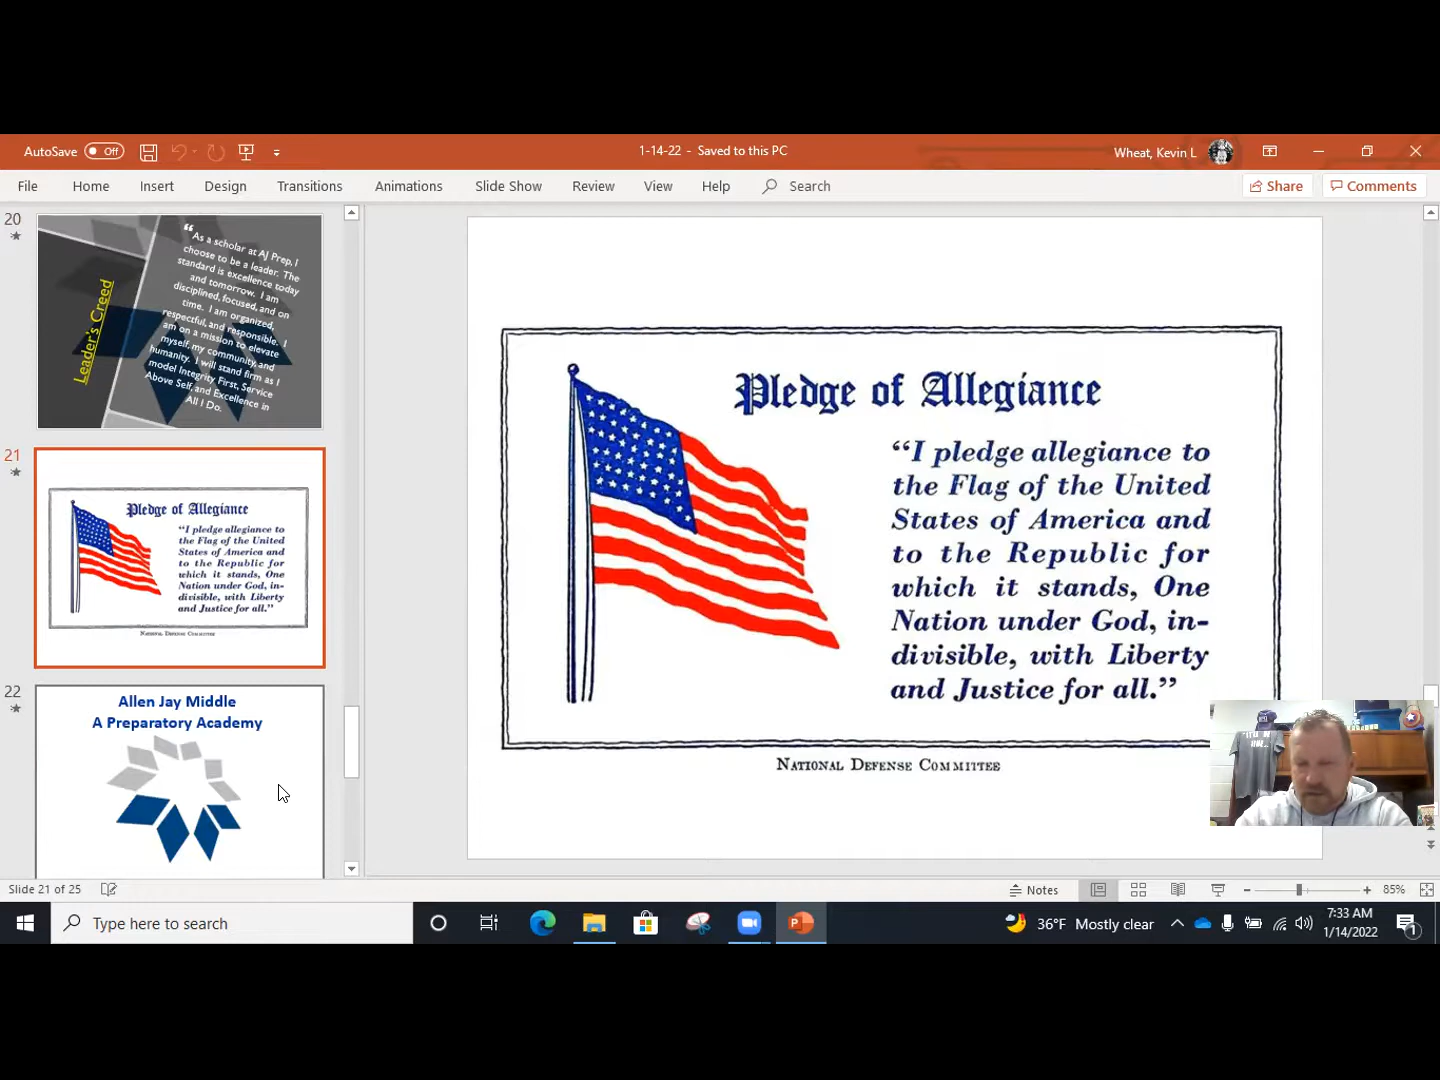 AutoSave Off
1-14-22 - Saved to this PC
Wheat, Kevin L
File Home Insert Design Transitions Animations Slide Show Review View Help Search Share Comments
20
Leader's Creed
“As a scholar at AJ Prep, I
choose to be a leader. The
standard is excellence today
and tomorrow. I am
disciplined, focused, and on
time. I am organized,
respectful, and responsible. I
am on a mission to elevate
myself, my community, and
humanity. I will stand firm as I
model Integrity First, Service
Above Self, and Excellence in
All I Do.
21
Pledge of Allegiance
“I pledge allegiance to
the Flag of the United
States of America and
to the Republic for
which it stands, One
Nation under God, in-
divisible, with Liberty
and Justice for all.”
National Defense Committee
22
Allen Jay Middle
A Preparatory Academy
Pledge of Allegiance
“I pledge allegiance to
the Flag of the United
States of America and
to the Republic for
which it stands, One
Nation under God, in-
divisible, with Liberty
and Justice for all.”
National Defense Committee
Slide 21 of 25
Notes
85%
Type here to search
36°F Mostly clear
7:33 AM
1/14/2022
1